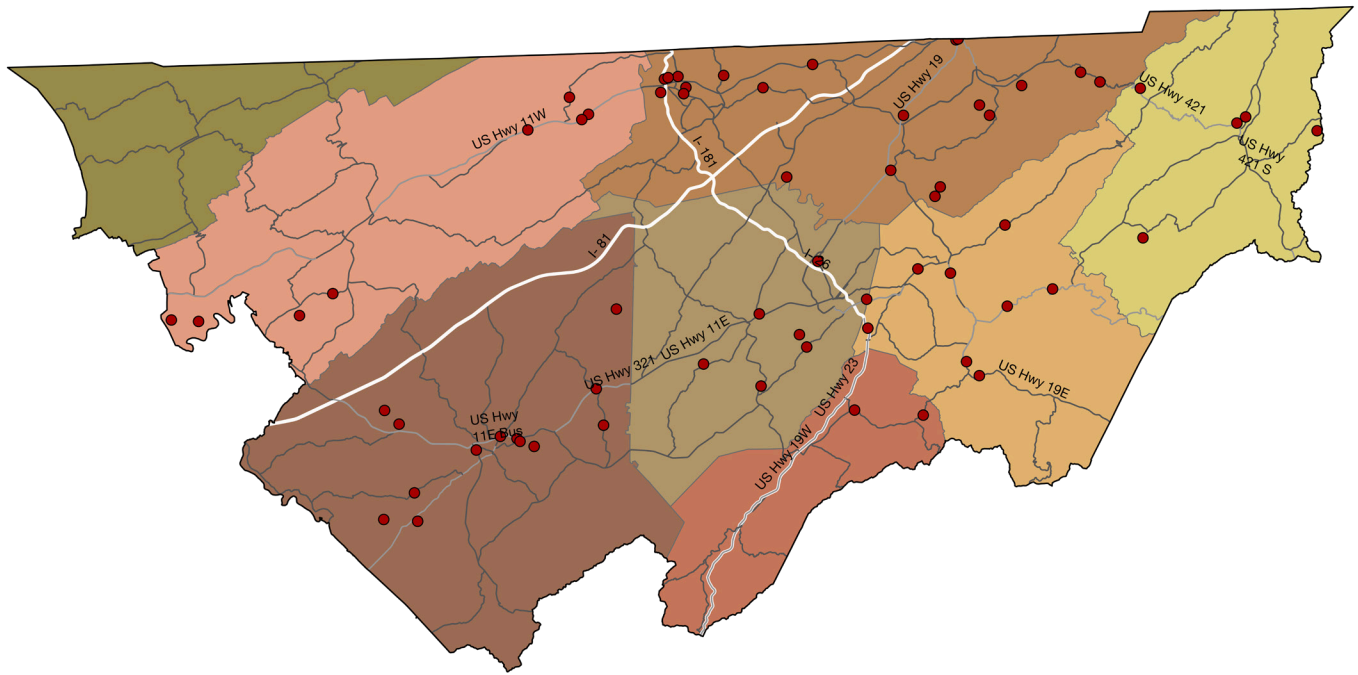 US Hwy 19
US Hwy 421
US Hwy 11W
I- 181
US Hwy
421 S
I- 81
I- 26
US Hwy 11E
US Hwy 321
US Hwy 23
US Hwy 19E
US Hwy
11E Bus
US Hwy 19W